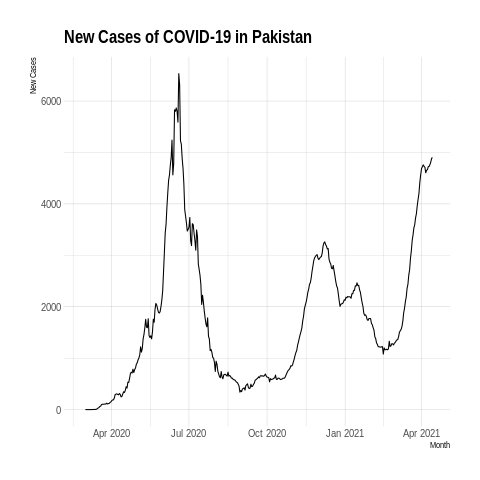 New Cases of COVID-19 in Pakistan
New Cases
6000
4000
2000
0
Apr 2020 Jul 2020 Oct 2020 Jan 2021 Apr 2021
Month